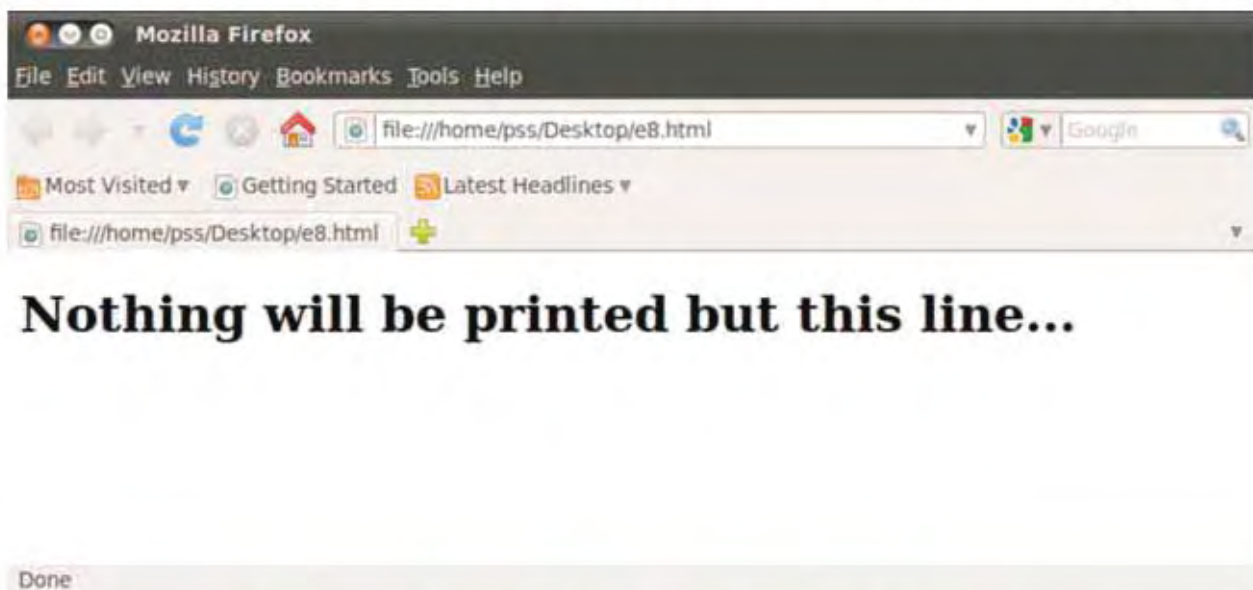 Mozilla Firefox
File Edit View History Bookmarks Tools Help
file:///home/pss/Desktop/e8.html Google
Most Visited Getting Started Latest Headlines
file:///home/pss/Desktop/e8.html
Nothing will be printed but this line...
Done